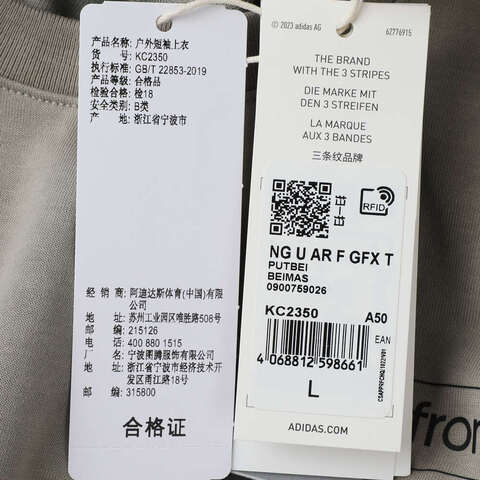 产品名称: 户外短袖上衣
货 号: KC2350
执行标准: GB/T 22853-2019
产品等级: 合格品
检验合格: 检18
安全类别: B类
产 地: 浙江省宁波市
经销商: 阿迪达斯体育(中国)有限
公司
地 址: 苏州工业园区唯胜路508号
邮 编: 215126
电 话: 400 880 1515
厂 名: 宁波图腾服饰有限公司
地 址: 浙江省宁波市经济技术开
发区甬江路18号
邮 编: 315800
合格证
© 2023 adidas AG
62776915
THE BRAND
WITH THE 3 STRIPES
DIE MARKE MIT
DEN 3 STREIFEN
LA MARQUE
AUX 3 BANDES
三条纹品牌
RFID
NG U AR F GFX T
PUTBEI
BEIMAS
0900759026
KC2350 A50
EAN
4 068812 598661
L
ADIDAS.COM
fron